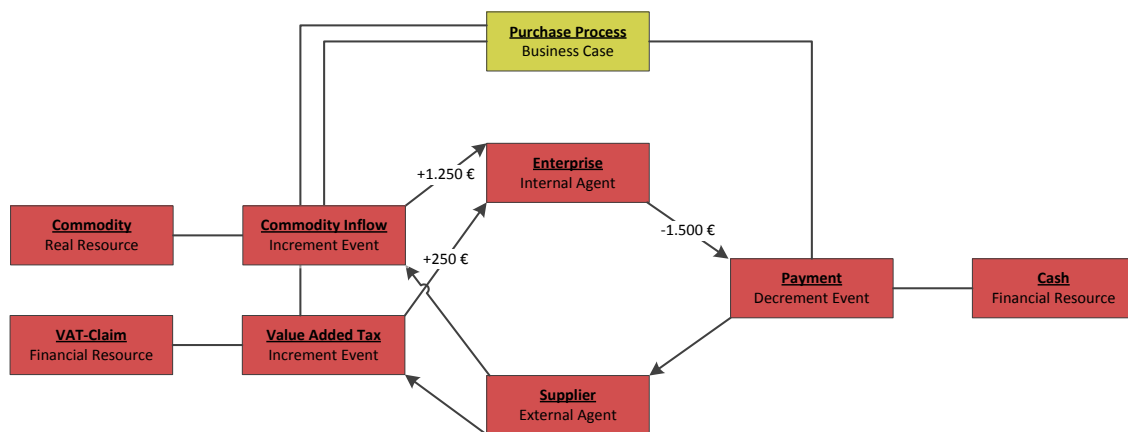 Purchase Process
Business Case
Enterprise
Internal Agent
+1.250 €
-1.500 €
Commodity
Real Resource
Commodity Inflow
Increment Event
+250 €
Payment
Decrement Event
Cash
Financial Resource
VAT-Claim
Financial Resource
Value Added Tax
Increment Event
Supplier
External Agent